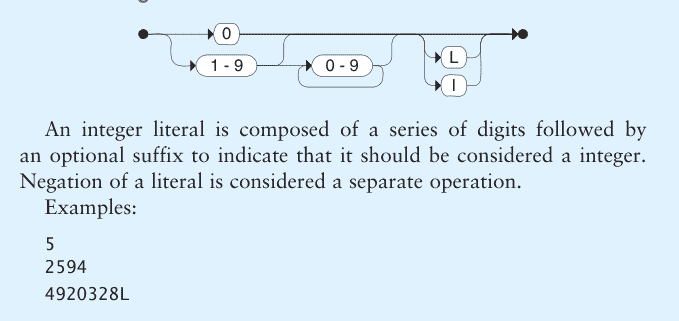 0
1 - 9
0 - 9
L
l
An integer literal is composed of a series of digits followed by
an optional suffix to indicate that it should be considered a integer.
Negation of a literal is considered a separate operation.
Examples:
5
2594
4920328L